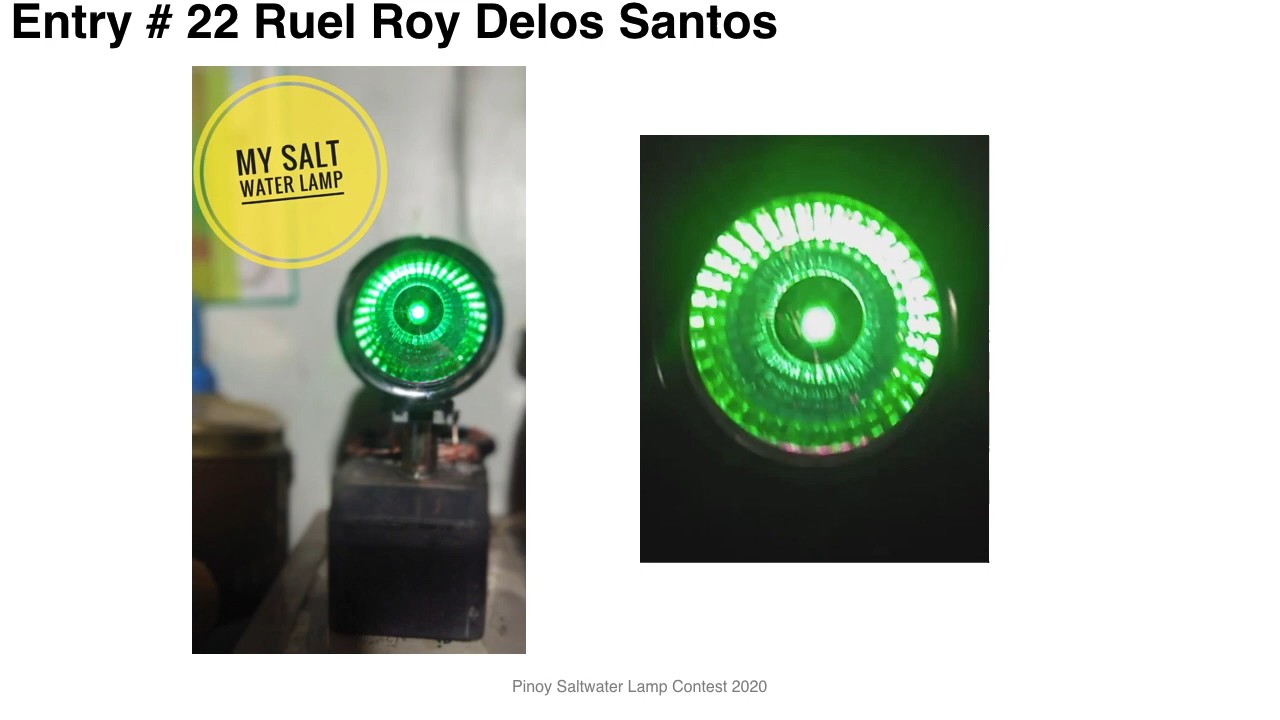 Entry # 22 Ruel Roy Delos Santos
MY SALT
WATER LAMP
Pinoy Saltwater Lamp Contest 2020